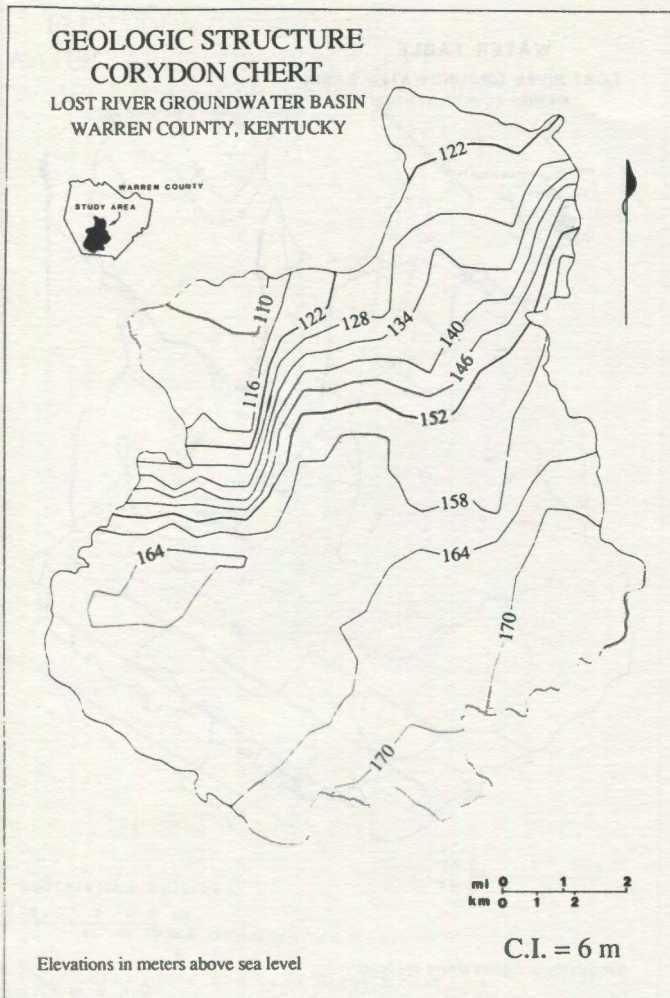 GEOLOGIC STRUCTURE
CORYDON CHERT
LOST RIVER GROUNDWATER BASIN
WARREN COUNTY, KENTUCKY
WARREN COUNTY
STUDY AREA
122
110
122
128
134
140
116
146
152
158
164
164
170
170
mi 0 1 2
km 0 1 2
C.I. = 6 m
Elevations in meters above sea level